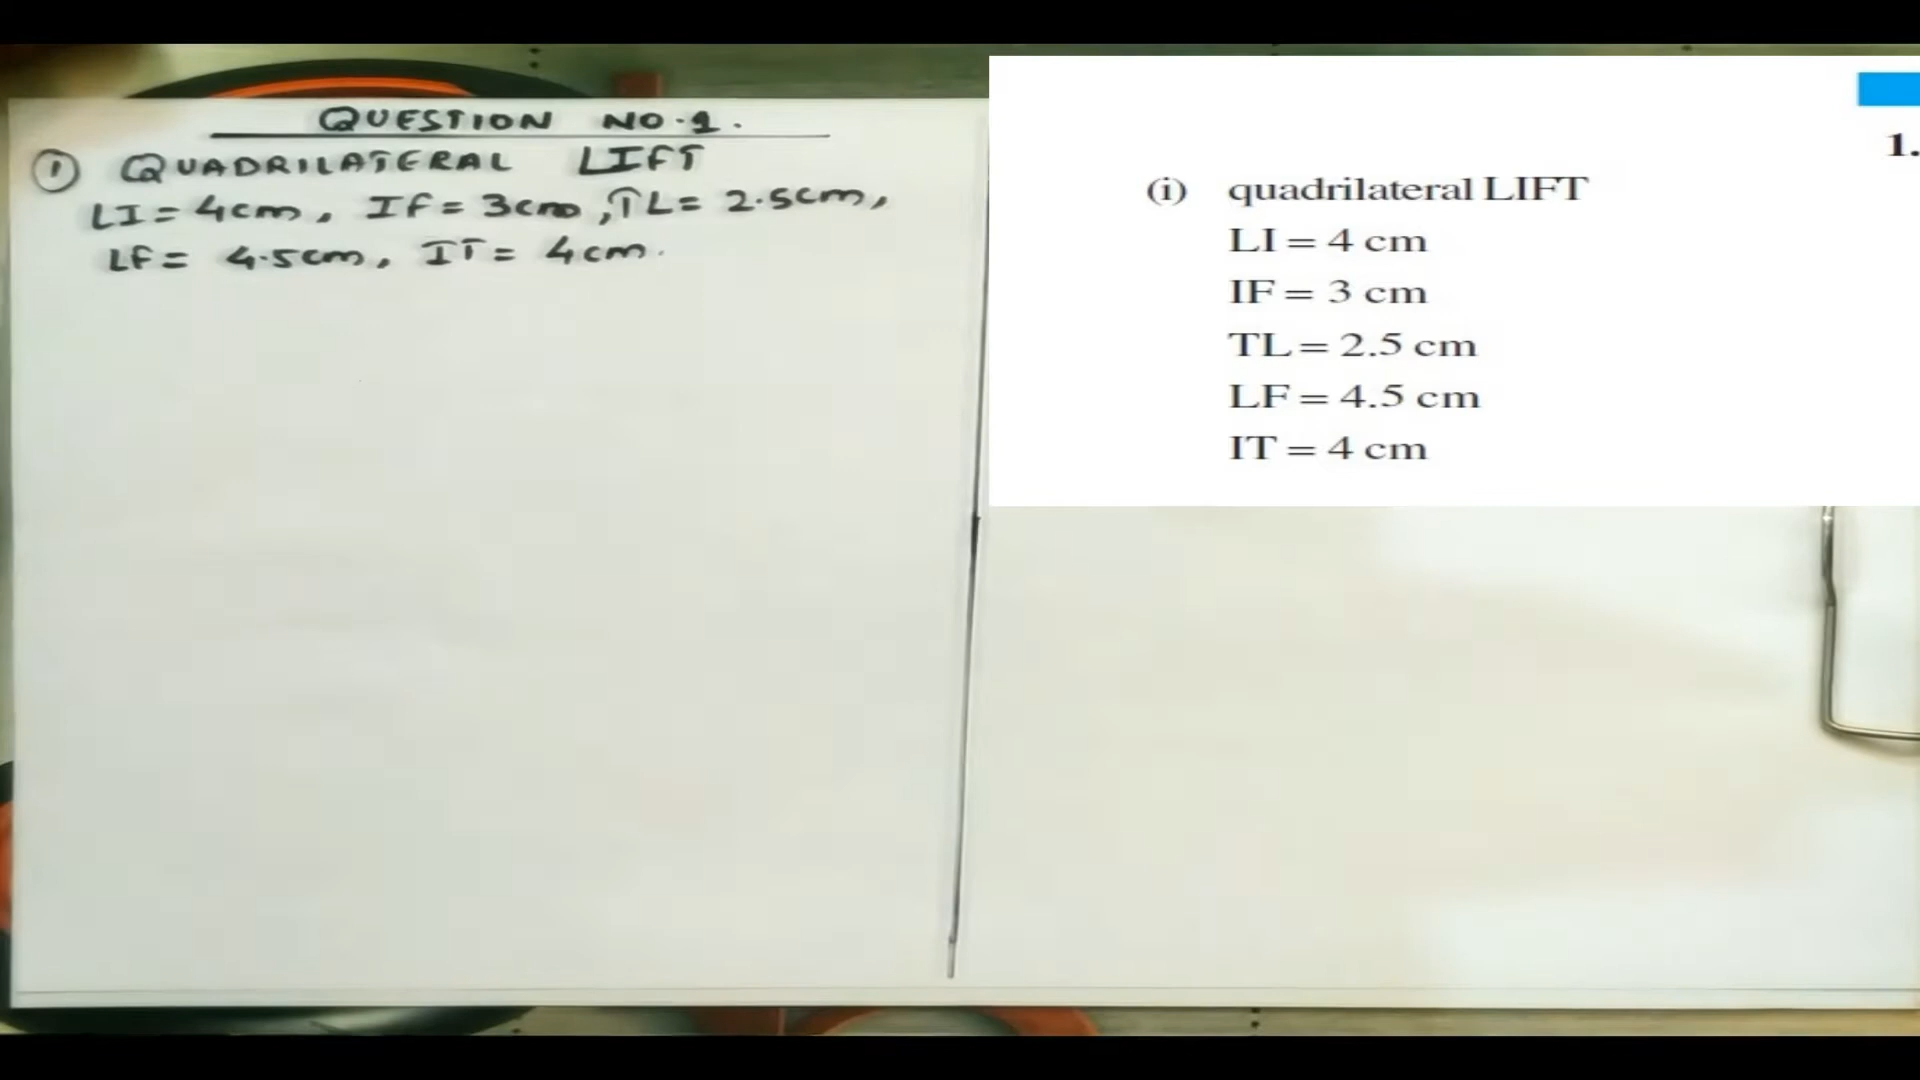 QUESTION NO.1.
① QUADRILATERAL LIFT
LI = 4cm, IF = 3cm, TL = 2.5cm,
LF = 4.5cm, IT = 4cm.
1.
(i) quadrilateral LIFT
LI = 4 cm
IF = 3 cm
TL = 2.5 cm
LF = 4.5 cm
IT = 4 cm